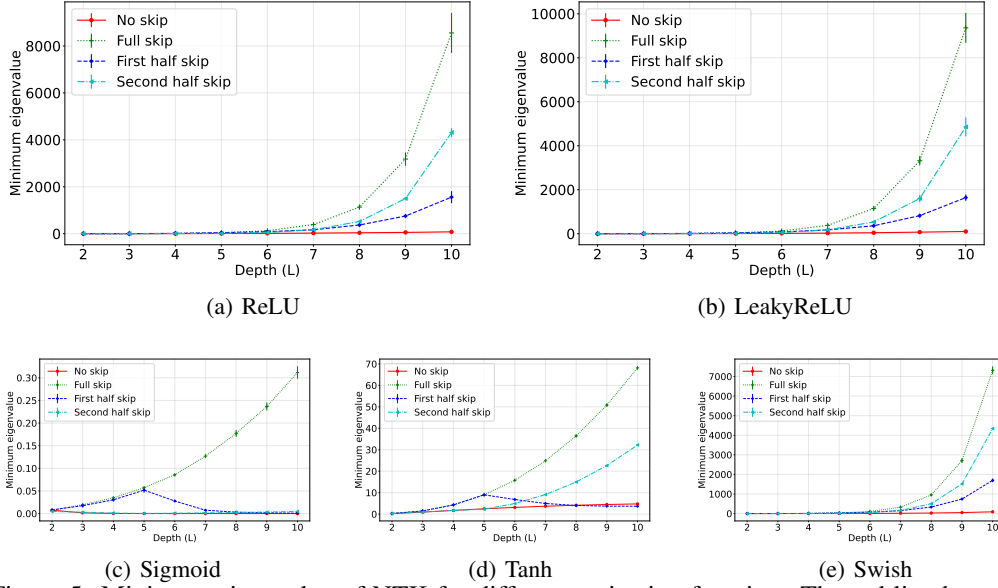 No skip
Full skip
First half skip
Second half skip
Minimum eigenvalue
8000
6000
4000
2000
0
2 3 4 5 6 7 8 9 10
Depth (L)
(a) ReLU
No skip
Full skip
First half skip
Second half skip
Minimum eigenvalue
10000
8000
6000
4000
2000
0
2 3 4 5 6 7 8 9 10
Depth (L)
(b) LeakyReLU
No skip
Full skip
First half skip
Second half skip
Minimum eigenvalue
0.30
0.25
0.20
0.15
0.10
0.05
0.00
2 3 4 5 6 7 8 9 10
Depth (L)
(c) Sigmoid
No skip
Full skip
First half skip
Second half skip
Minimum eigenvalue
70
60
50
40
30
20
10
0
2 3 4 5 6 7 8 9 10
Depth (L)
(d) Tanh
No skip
Full skip
First half skip
Second half skip
Minimum eigenvalue
7000
6000
5000
4000
3000
2000
1000
0
2 3 4 5 6 7 8 9 10
Depth (L)
(e) Swish